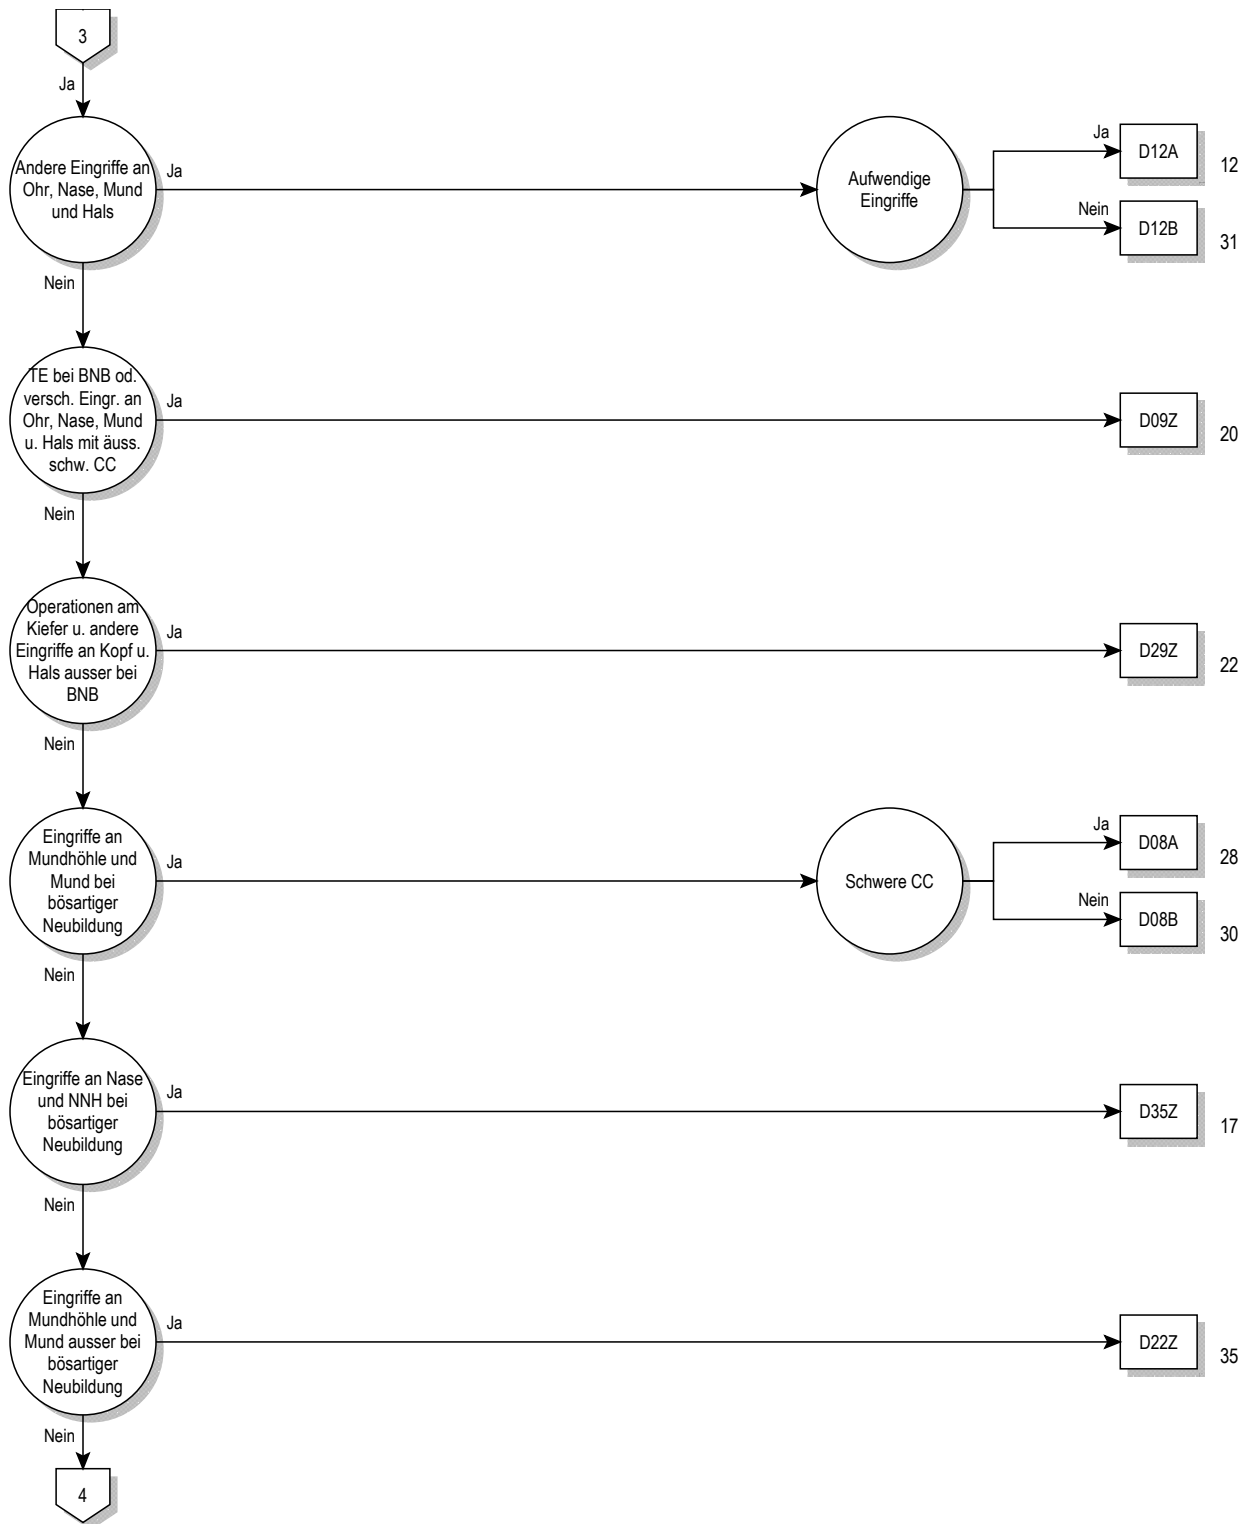 3
Ja
Andere Eingriffe an
Ohr, Nase, Mund
und Hals
Ja
Aufwendige
Eingriffe
Ja
D12A
12
Nein
D12B
31
Nein
TE bei BNB od.
versch. Eingr. an
Ohr, Nase, Mund
u. Hals mit äuss.
schw. CC
Ja
D09Z
20
Nein
Operationen am
Kiefer u. andere
Eingriffe an Kopf u.
Hals ausser bei
BNB
Ja
D29Z
22
Nein
Eingriffe an
Mundhöhle und
Mund bei
bösartiger
Neubildung
Ja
Schwere CC
Ja
D08A
28
Nein
D08B
30
Nein
Eingriffe an Nase
und NNH bei
bösartiger
Neubildung
Ja
D35Z
17
Nein
Eingriffe an
Mundhöhle und
Mund ausser bei
bösartiger
Neubildung
Ja
D22Z
35
Nein
4